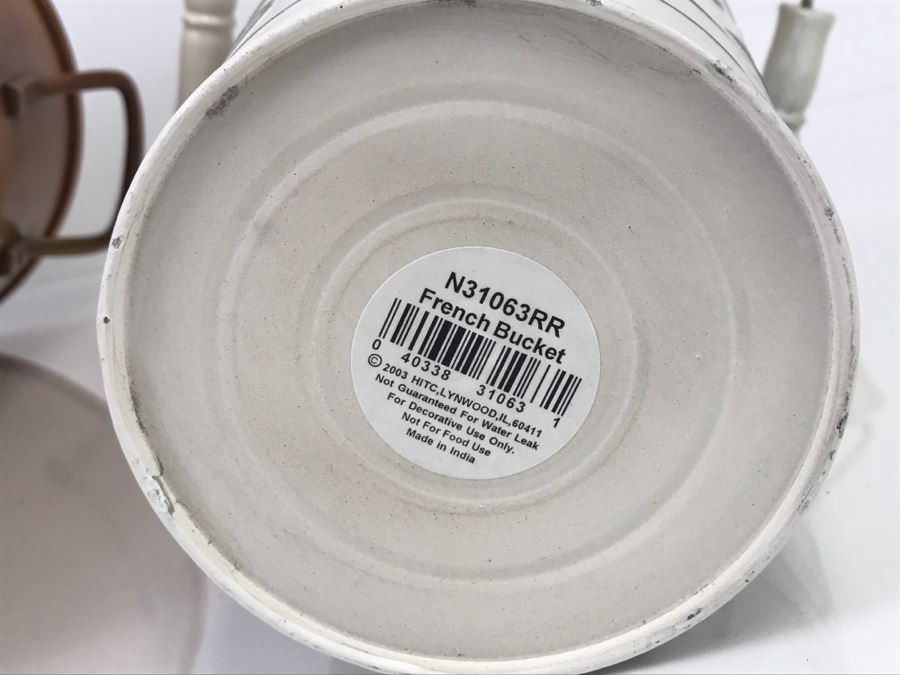 N31063RR
French Bucket
0 40338 31063 1
© 2003 HITC,LYNWOOD,IL,60411
Not Guaranteed For Water Leak
For Decorative Use Only.
Not For Food Use
Made in India